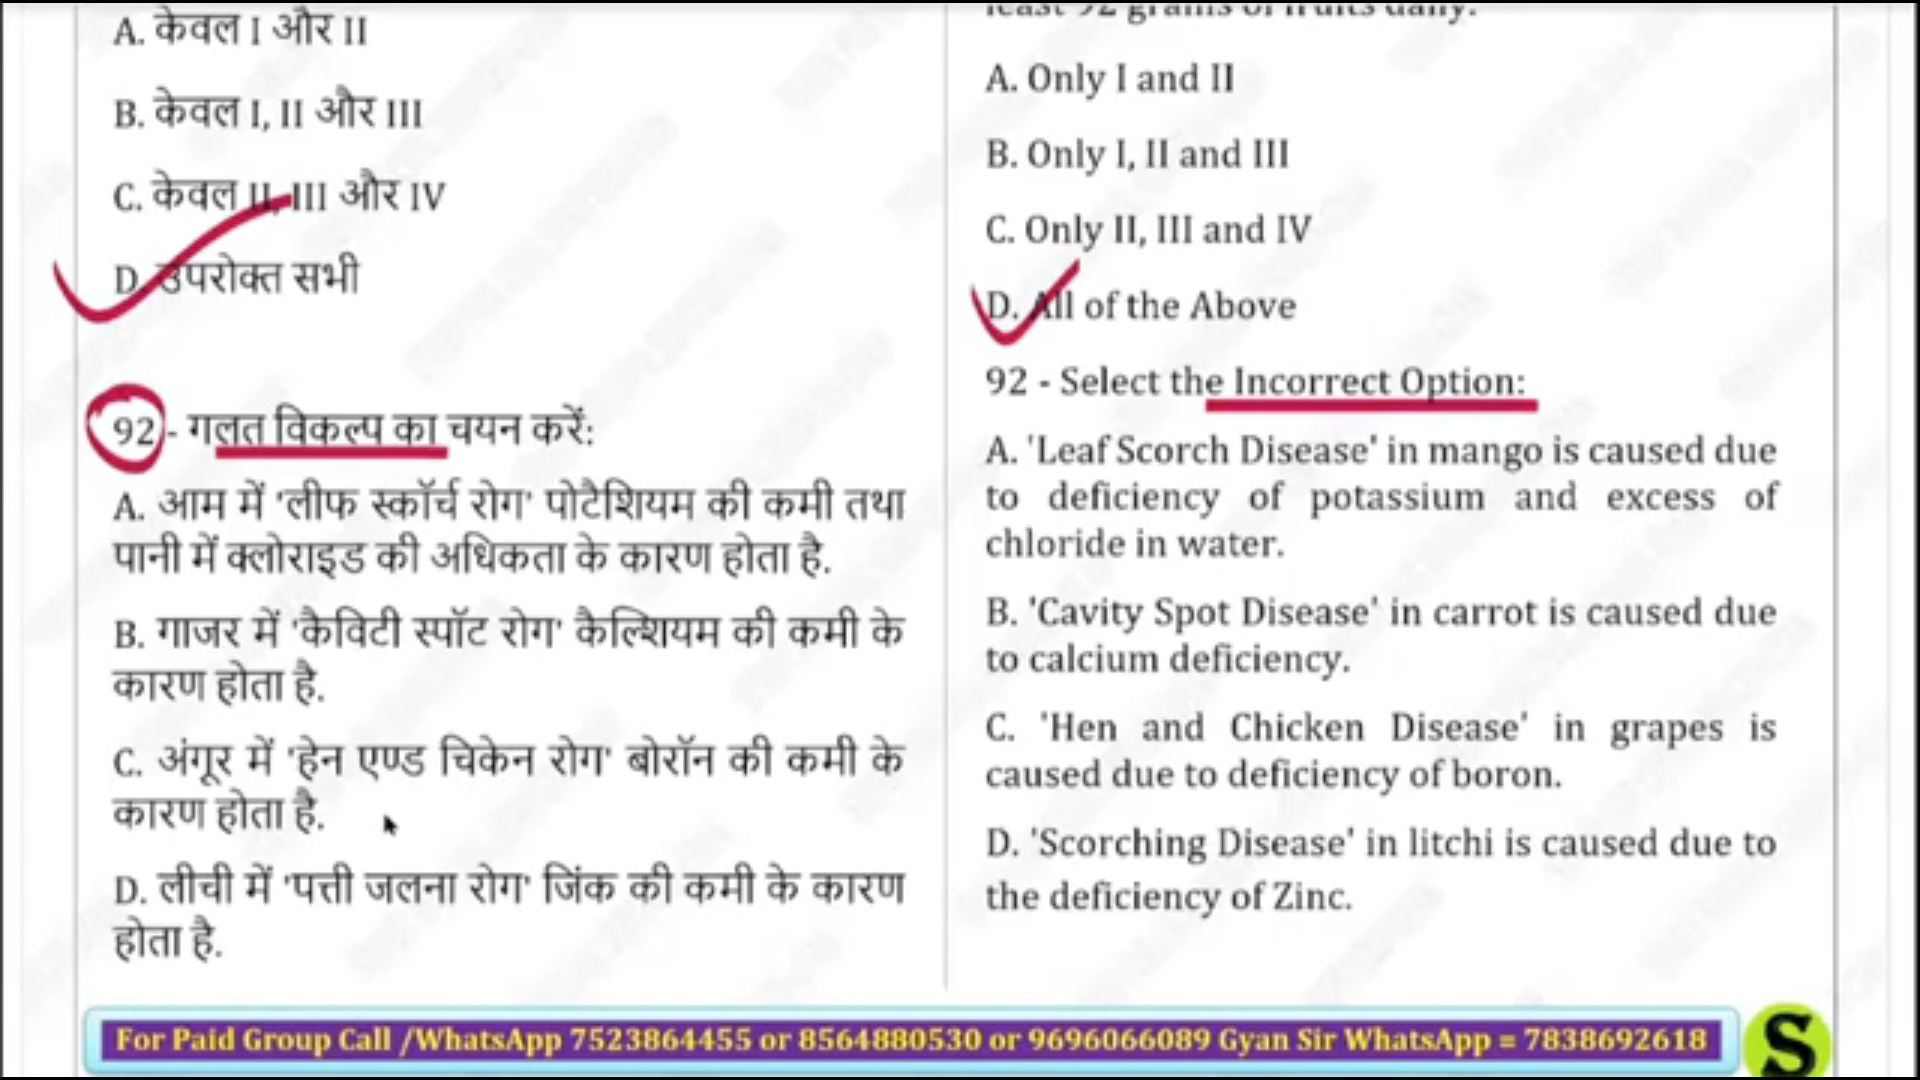 A. केवल I और II
B. केवल I, II और III
C. केवल II, III और IV
D. उपरोक्त सभी
92 - गलत विकल्प का चयन करें:
A. आम में 'लीफ स्कॉर्च रोग' पोटैशियम की कमी तथा
पानी में क्लोराइड की अधिकता के कारण होता है.
B. गाजर में 'कैविटी स्पॉट रोग' कैल्शियम की कमी के
कारण होता है.
C. अंगूर में 'हेन एण्ड चिकेन रोग' बोरॉन की कमी के
कारण होता है.
D. लीची में 'पत्ती जलना रोग' जिंक की कमी के कारण
होता है.
least 92 grams of fruits daily.
A. Only I and II
B. Only I, II and III
C. Only II, III and IV
D. All of the Above
92 - Select the Incorrect Option:
A. 'Leaf Scorch Disease' in mango is caused due
to deficiency of potassium and excess of
chloride in water.
B. 'Cavity Spot Disease' in carrot is caused due
to calcium deficiency.
C. 'Hen and Chicken Disease' in grapes is
caused due to deficiency of boron.
D. 'Scorching Disease' in litchi is caused due to
the deficiency of Zinc.
For Paid Group Call /WhatsApp 7523864455 or 8564880530 or 9696066089 Gyan Sir WhatsApp = 7838692618
S